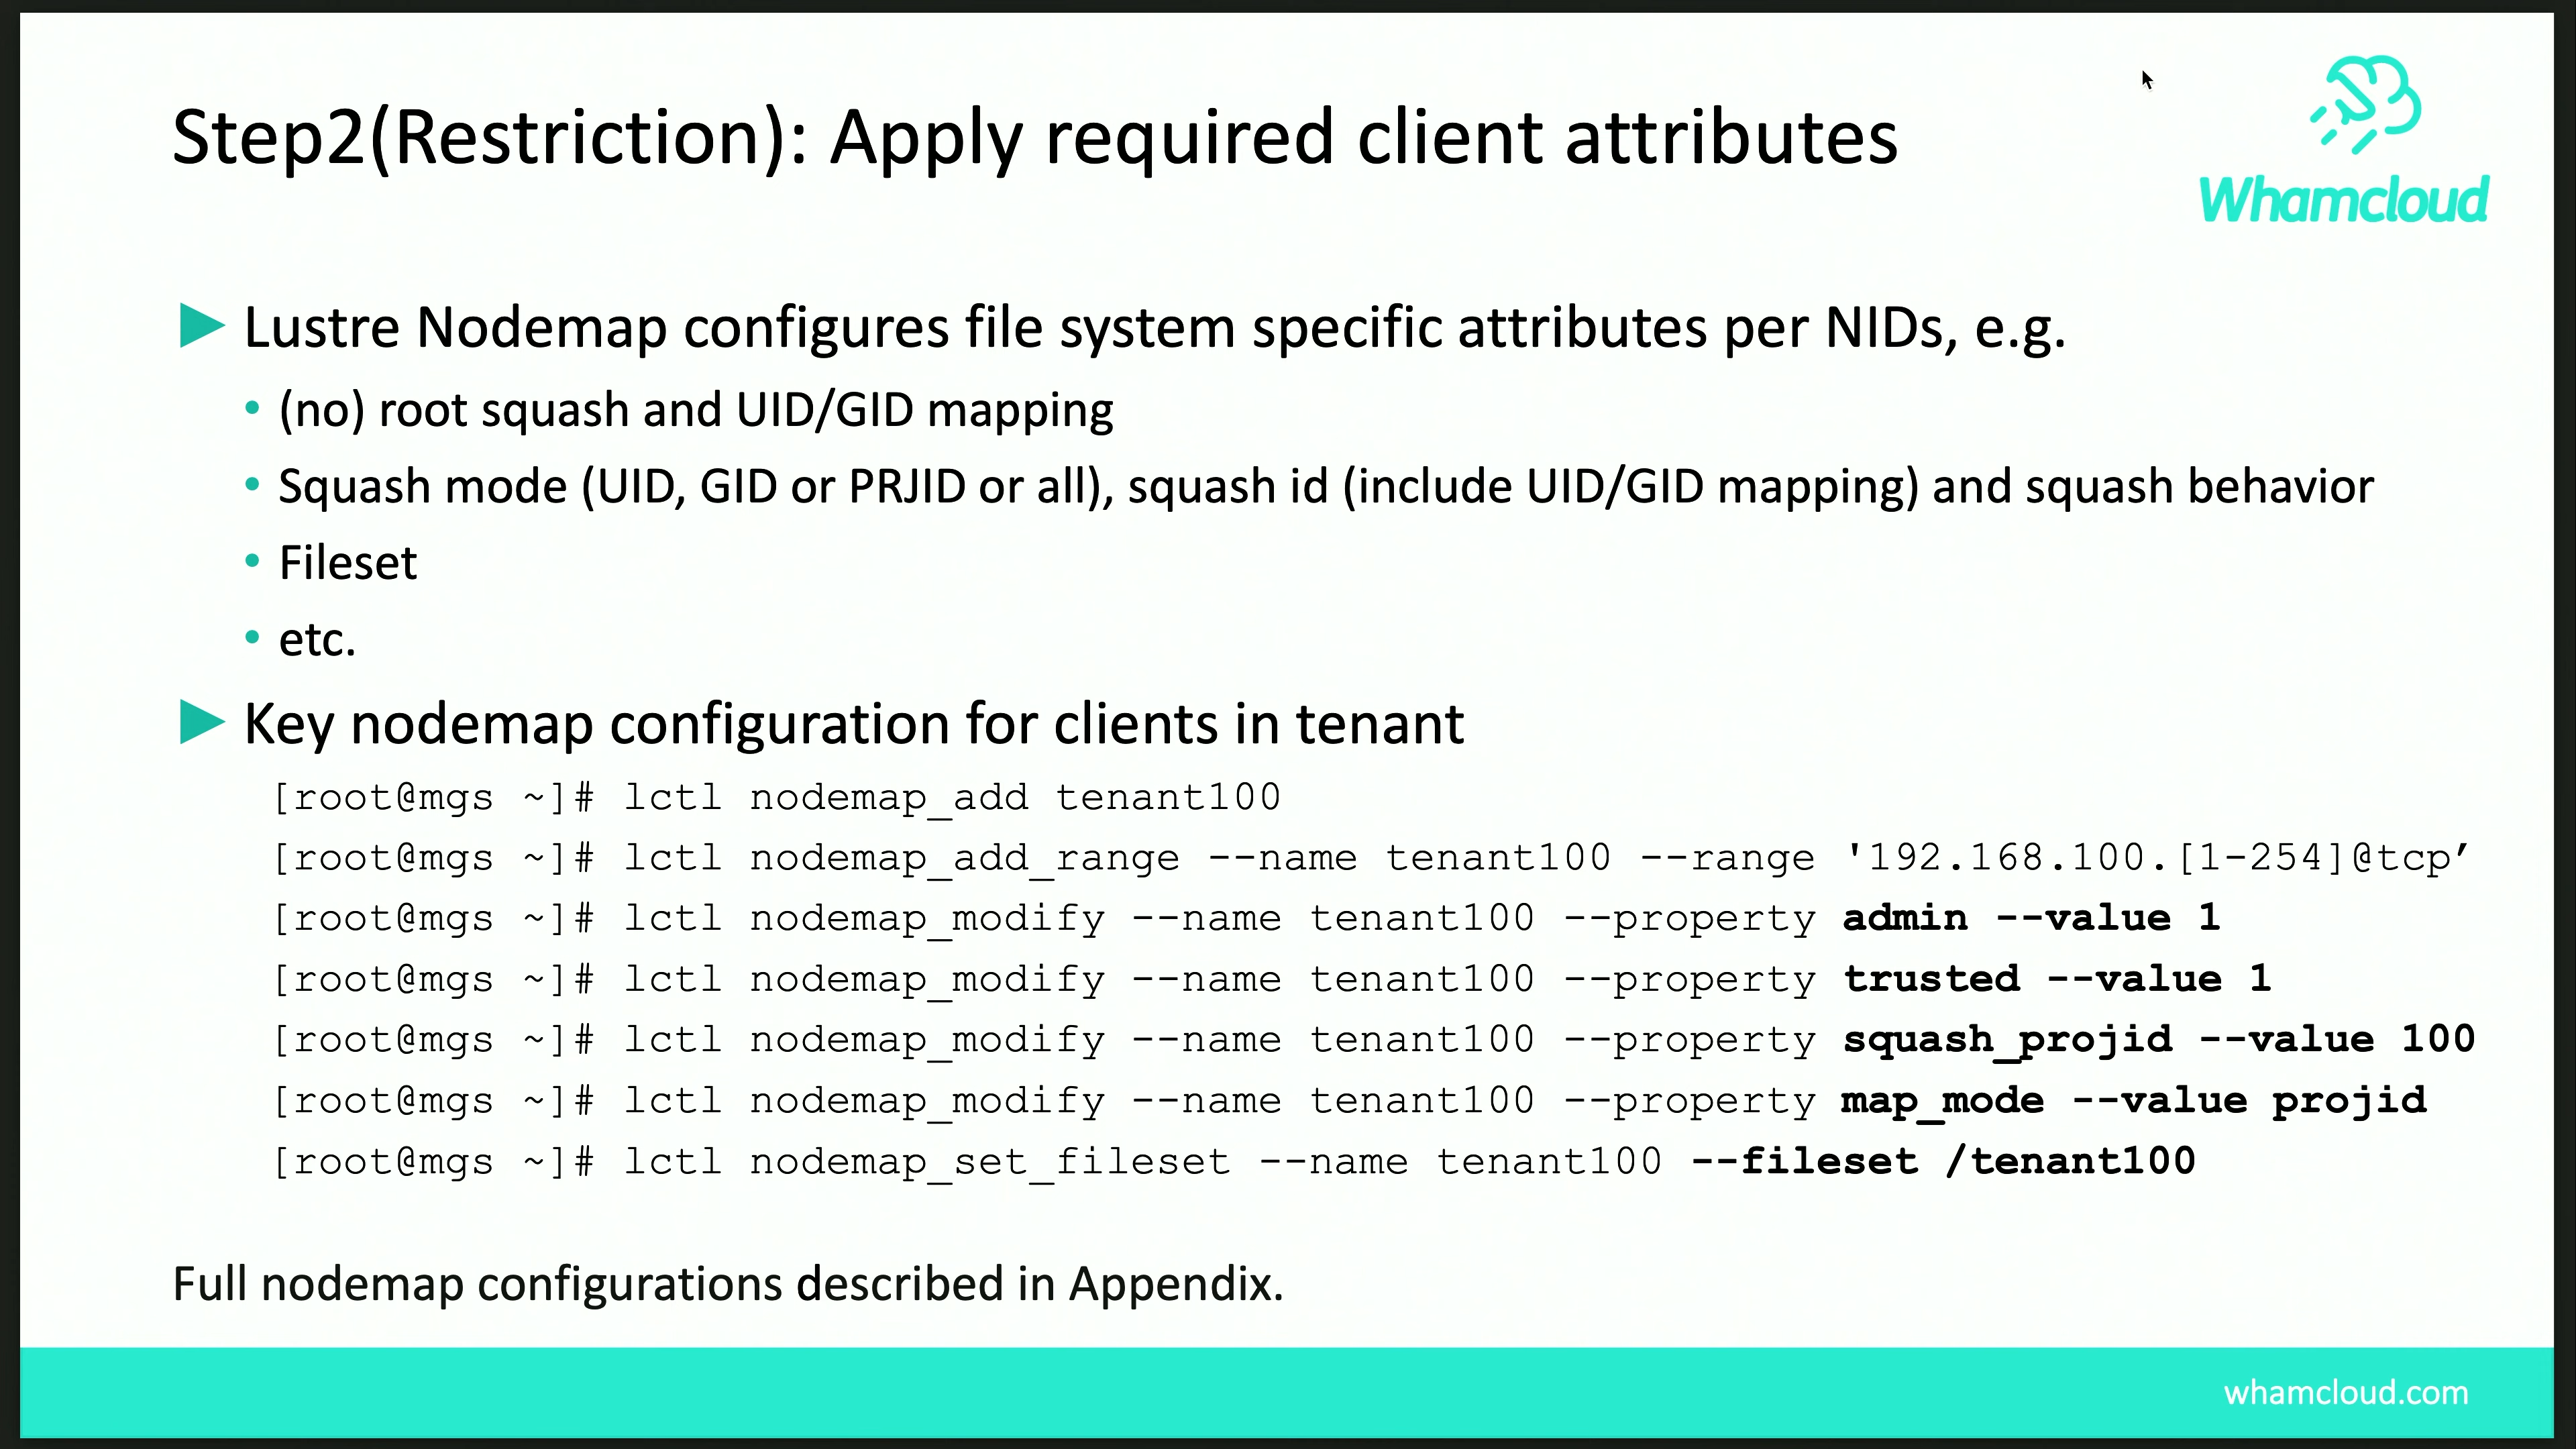 Step2(Restriction): Apply required client attributes
Whamcloud
Lustre Nodemap configures file system specific attributes per NIDs, e.g.
• (no) root squash and UID/GID mapping
• Squash mode (UID, GID or PRJID or all), squash id (include UID/GID mapping) and squash behavior
• Fileset
• etc.
Key nodemap configuration for clients in tenant
[root@mgs ~]# lctl nodemap_add tenant100
[root@mgs ~]# lctl nodemap_add_range --name tenant100 --range '192.168.100.[1-254]@tcp’
[root@mgs ~]# lctl nodemap_modify --name tenant100 --property admin --value 1
[root@mgs ~]# lctl nodemap_modify --name tenant100 --property trusted --value 1
[root@mgs ~]# lctl nodemap_modify --name tenant100 --property squash_projid --value 100
[root@mgs ~]# lctl nodemap_modify --name tenant100 --property map_mode --value projid
[root@mgs ~]# lctl nodemap_set_fileset --name tenant100 --fileset /tenant100
Full nodemap configurations described in Appendix.
whamcloud.com